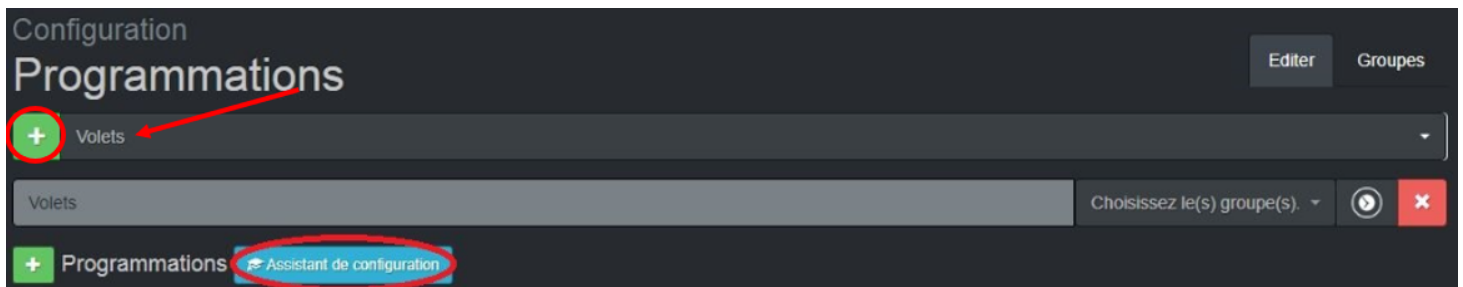 Configuration
Programmations
Editer Groupes
+ Volets
Volets Choisissez le(s) groupe(s).
+ Programmations Assistant de configuration